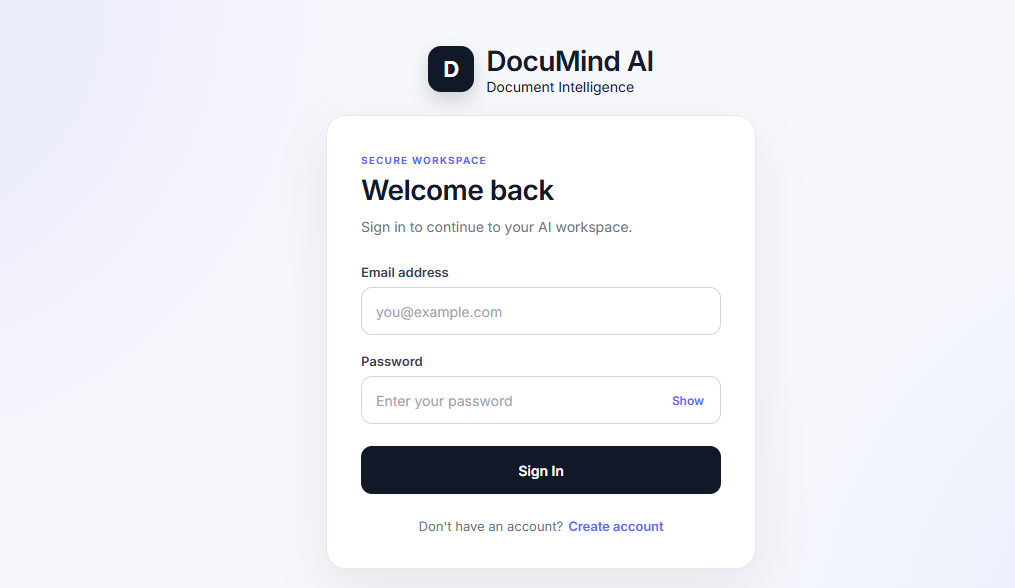 D
DocuMind AI
Document Intelligence
SECURE WORKSPACE
Welcome back
Sign in to continue to your AI workspace.
Email address
you@example.com
Password
Enter your password Show
Sign In
Don't have an account? Create account